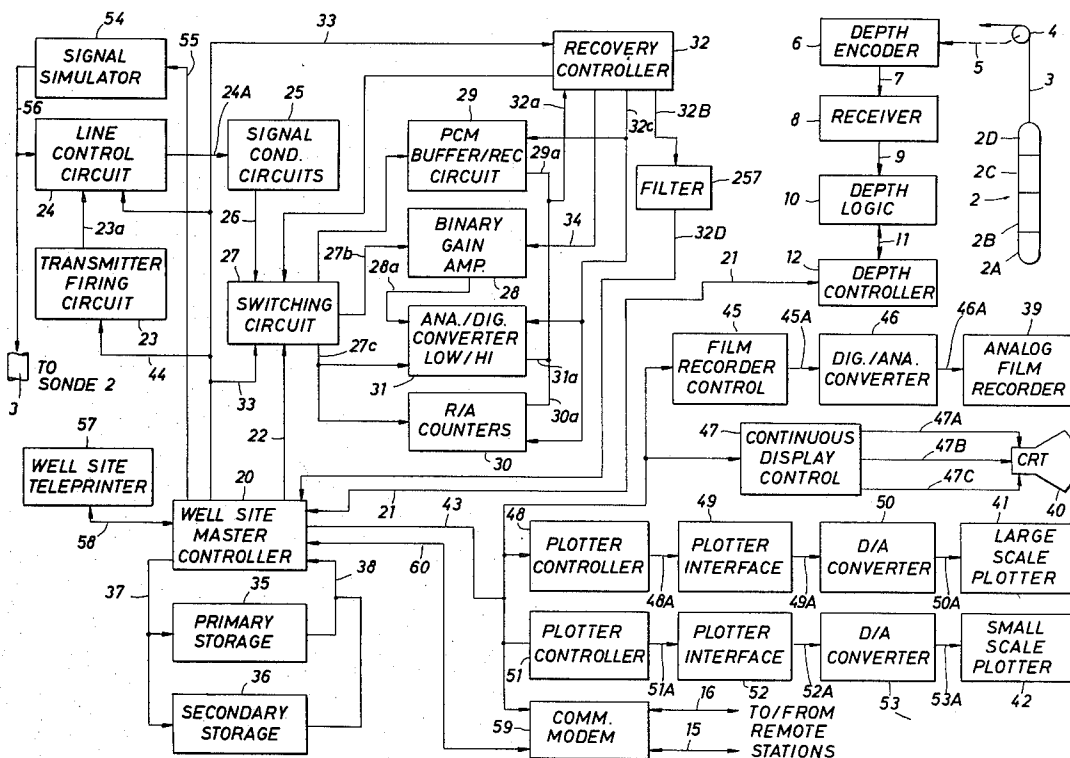 54
SIGNAL
SIMULATOR
55
56
33
24A
LINE
CONTROL
CIRCUIT
24
25
SIGNAL
COND.
CIRCUITS
26
23a
TRANSMITTER
FIRING
CIRCUIT
23
44
TO
SONDE 2
3
27
SWITCHING
CIRCUIT
27b
27c
33
22
29
PCM
BUFFER/REC
CIRCUIT
29a
BINARY
GAIN
AMP.
28
28a
34
ANA./DIG.
CONVERTER
LOW/HI
31
31a
R/A
COUNTERS
30
30a
RECOVERY
CONTROLLER
32
32a
32c
32B
FILTER
257
32D
21
6
DEPTH
ENCODER
4
5
3
7
8
RECEIVER
9
10
DEPTH
LOGIC
11
12
DEPTH
CONTROLLER
2D
2C
2
2B
2A
45
FILM
RECORDER
CONTROL
45A
46
DIG./ANA.
CONVERTER
46A
39
ANALOG
FILM
RECORDER
47
CONTINUOUS
DISPLAY
CONTROL
47A
47B
47C
CRT
40
57
WELL SITE
TELEPRINTER
58
20
WELL SITE
MASTER
CONTROLLER
21
43
60
37
38
35
PRIMARY
STORAGE
36
SECONDARY
STORAGE
48
PLOTTER
CONTROLLER
48A
49
PLOTTER
INTERFACE
49A
50
D/A
CONVERTER
50A
41
LARGE
SCALE
PLOTTER
PLOTTER
CONTROLLER
51
51A
PLOTTER
INTERFACE
52
52A
D/A
CONVERTER
53
53A
SMALL
SCALE
PLOTTER
42
COMM.
MODEM
59
16
15
TO/FROM
REMOTE
STATIONS